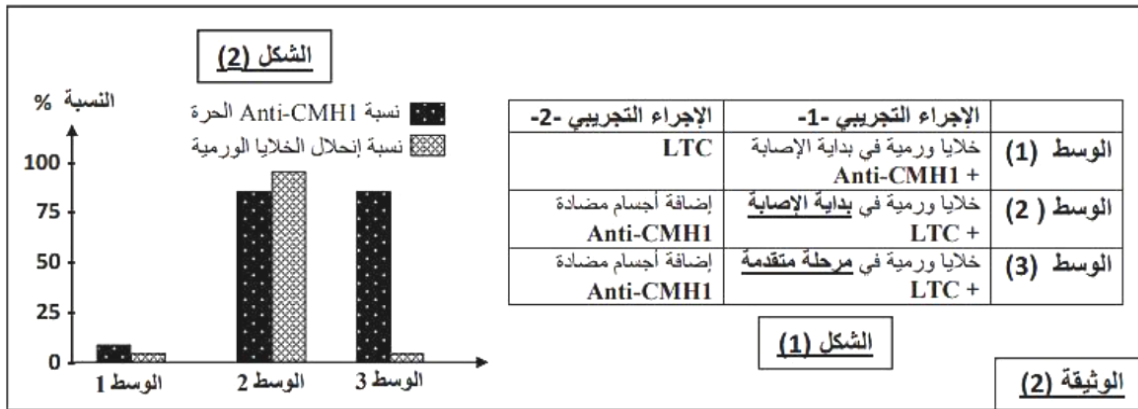 الشكل (2)
النسبة %
نسبة Anti-CMH1 الحرة
نسبة إنحلال الخلايا الورمية
100
75
50
25
0
الوسط 1
الوسط 2
الوسط 3
الإجراء التجريبي -1-
الإجراء التجريبي -2-
الوسط (1)
خلايا ورمية في بداية الإصابة
+ Anti-CMH1
LTC
الوسط (2)
خلايا ورمية في بداية الإصابة
+ LTC
إضافة أجسام مضادة
Anti-CMH1
الوسط (3)
خلايا ورمية في مرحلة متقدمة
+ LTC
إضافة أجسام مضادة
Anti-CMH1
الشكل (1)
الوثيقة (2)